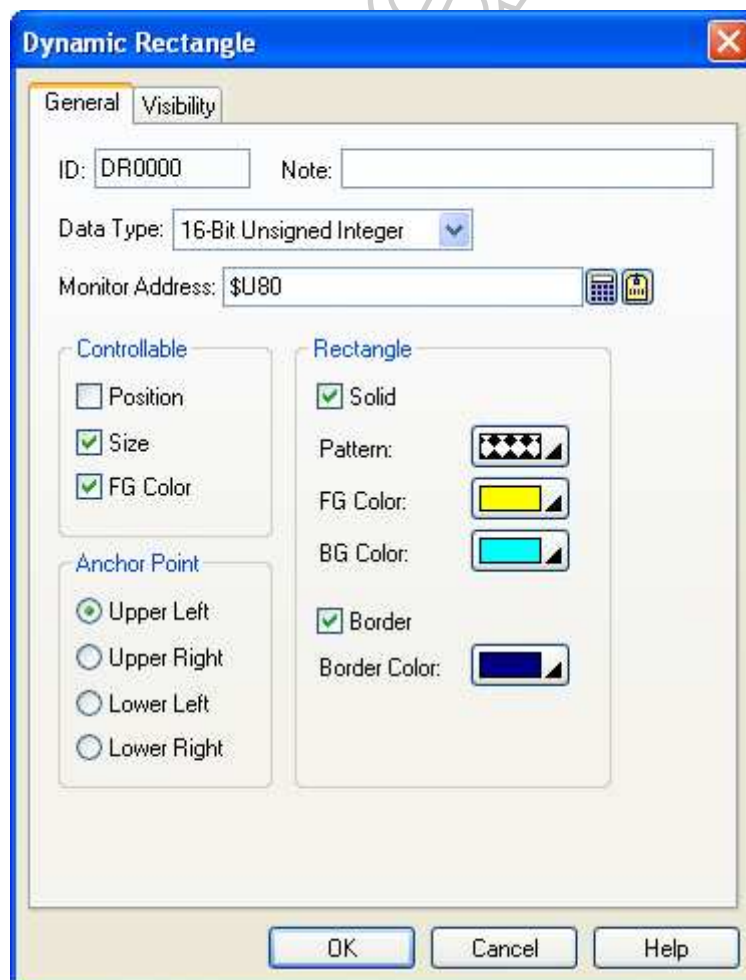 Dynamic Rectangle
General Visibility
ID: DR0000 Note:
Data Type: 16-Bit Unsigned Integer
Monitor Address: $U80
Controllable
Position
Size
FG Color
Rectangle
Solid
Pattern:
FG Color:
BG Color:
Border
Border Color:
Anchor Point
Upper Left
Upper Right
Lower Left
Lower Right
OK Cancel Help